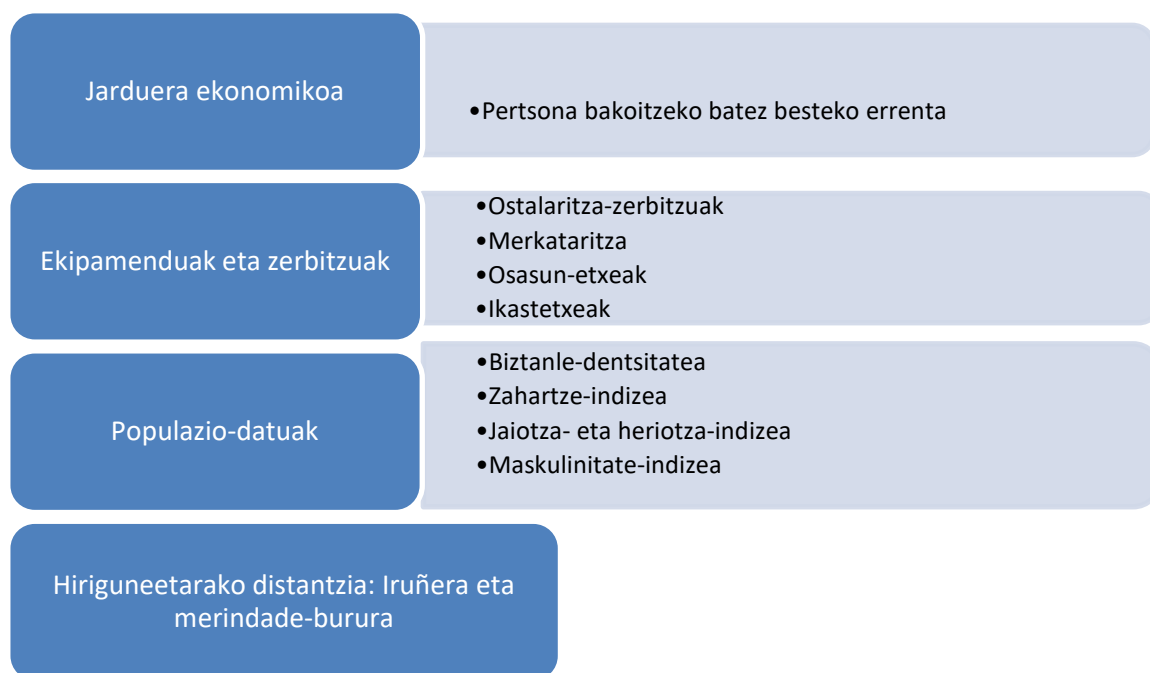 Jarduera ekonomikoa
•Pertsona bakoitzeko batez besteko errenta
Ekipamenduak eta zerbitzuak
•Ostalaritza-zerbitzuak
•Merkataritza
•Osasun-etxeak
•Ikastetxeak
Populazio-datuak
•Biztanle-dentsitatea
•Zahartze-indizea
•Jaiotza- eta heriotza-indizea
•Maskulinitate-indizea
Hiriguneetarako distantzia: Iruñera eta
merindade-burura